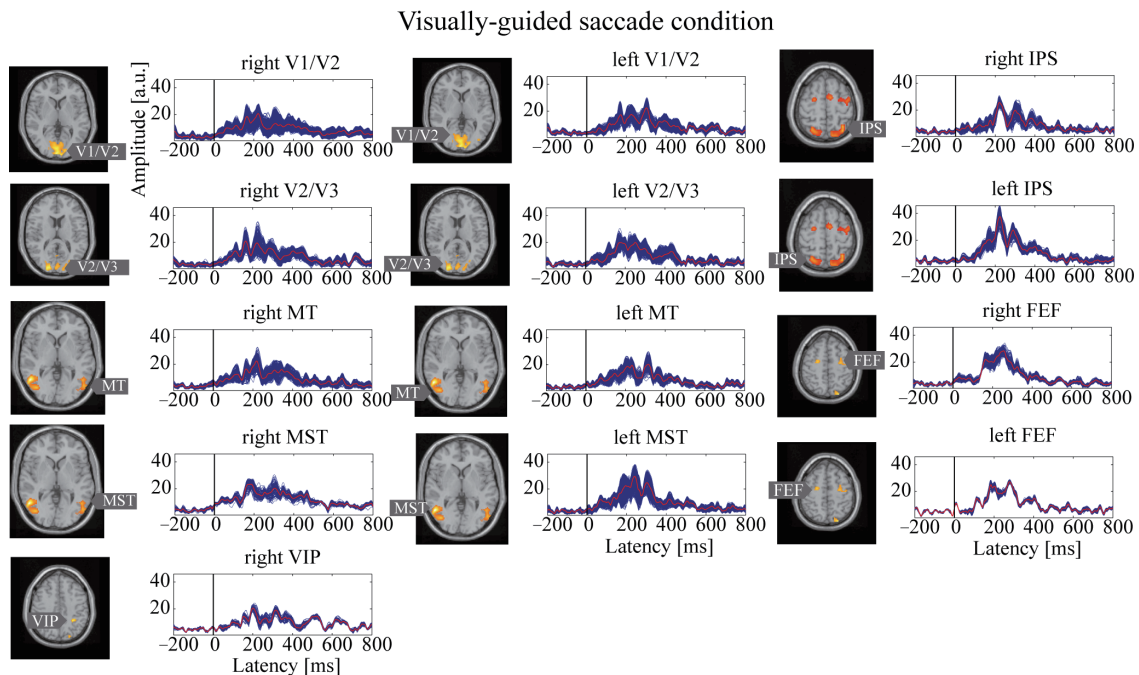 Visually-guided saccade condition
right V1/V2
left V1/V2
right IPS
Amplitude [a.u.]
40
20
–200 0 200 400 600 800
V1/V2
40
20
–200 0 200 400 600 800
V1/V2
40
20
–200 0 200 400 600 800
IPS
right V2/V3
left V2/V3
left IPS
40
20
–200 0 200 400 600 800
V2/V3
40
20
–200 0 200 400 600 800
V2/V3
40
20
–200 0 200 400 600 800
IPS
right MT
left MT
right FEF
40
20
–200 0 200 400 600 800
MT
40
20
–200 0 200 400 600 800
MT
40
20
–200 0 200 400 600 800
FEF
right MST
left MST
left FEF
40
20
–200 0 200 400 600 800
MST
40
20
–200 0 200 400 600 800
Latency [ms]
MST
40
20
–200 0 200 400 600 800
Latency [ms]
FEF
right VIP
40
20
–200 0 200 400 600 800
Latency [ms]
VIP